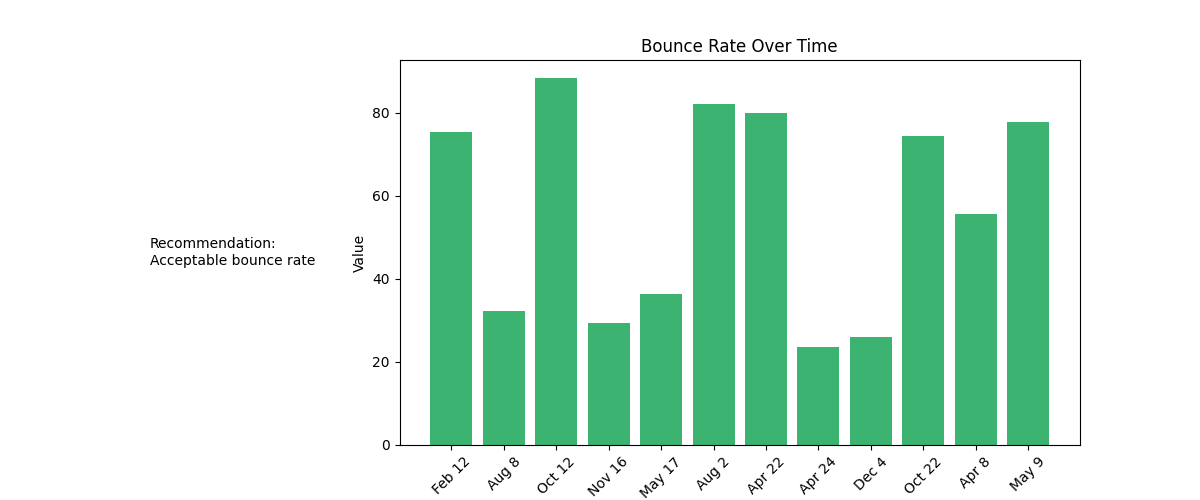 Bounce Rate Over Time
Recommendation:
Acceptable bounce rate
Value
80
60
40
20
0
Feb 12
Aug 8
Oct 12
Nov 16
May 17
Aug 2
Apr 22
Apr 24
Dec 4
Oct 22
Apr 8
May 9